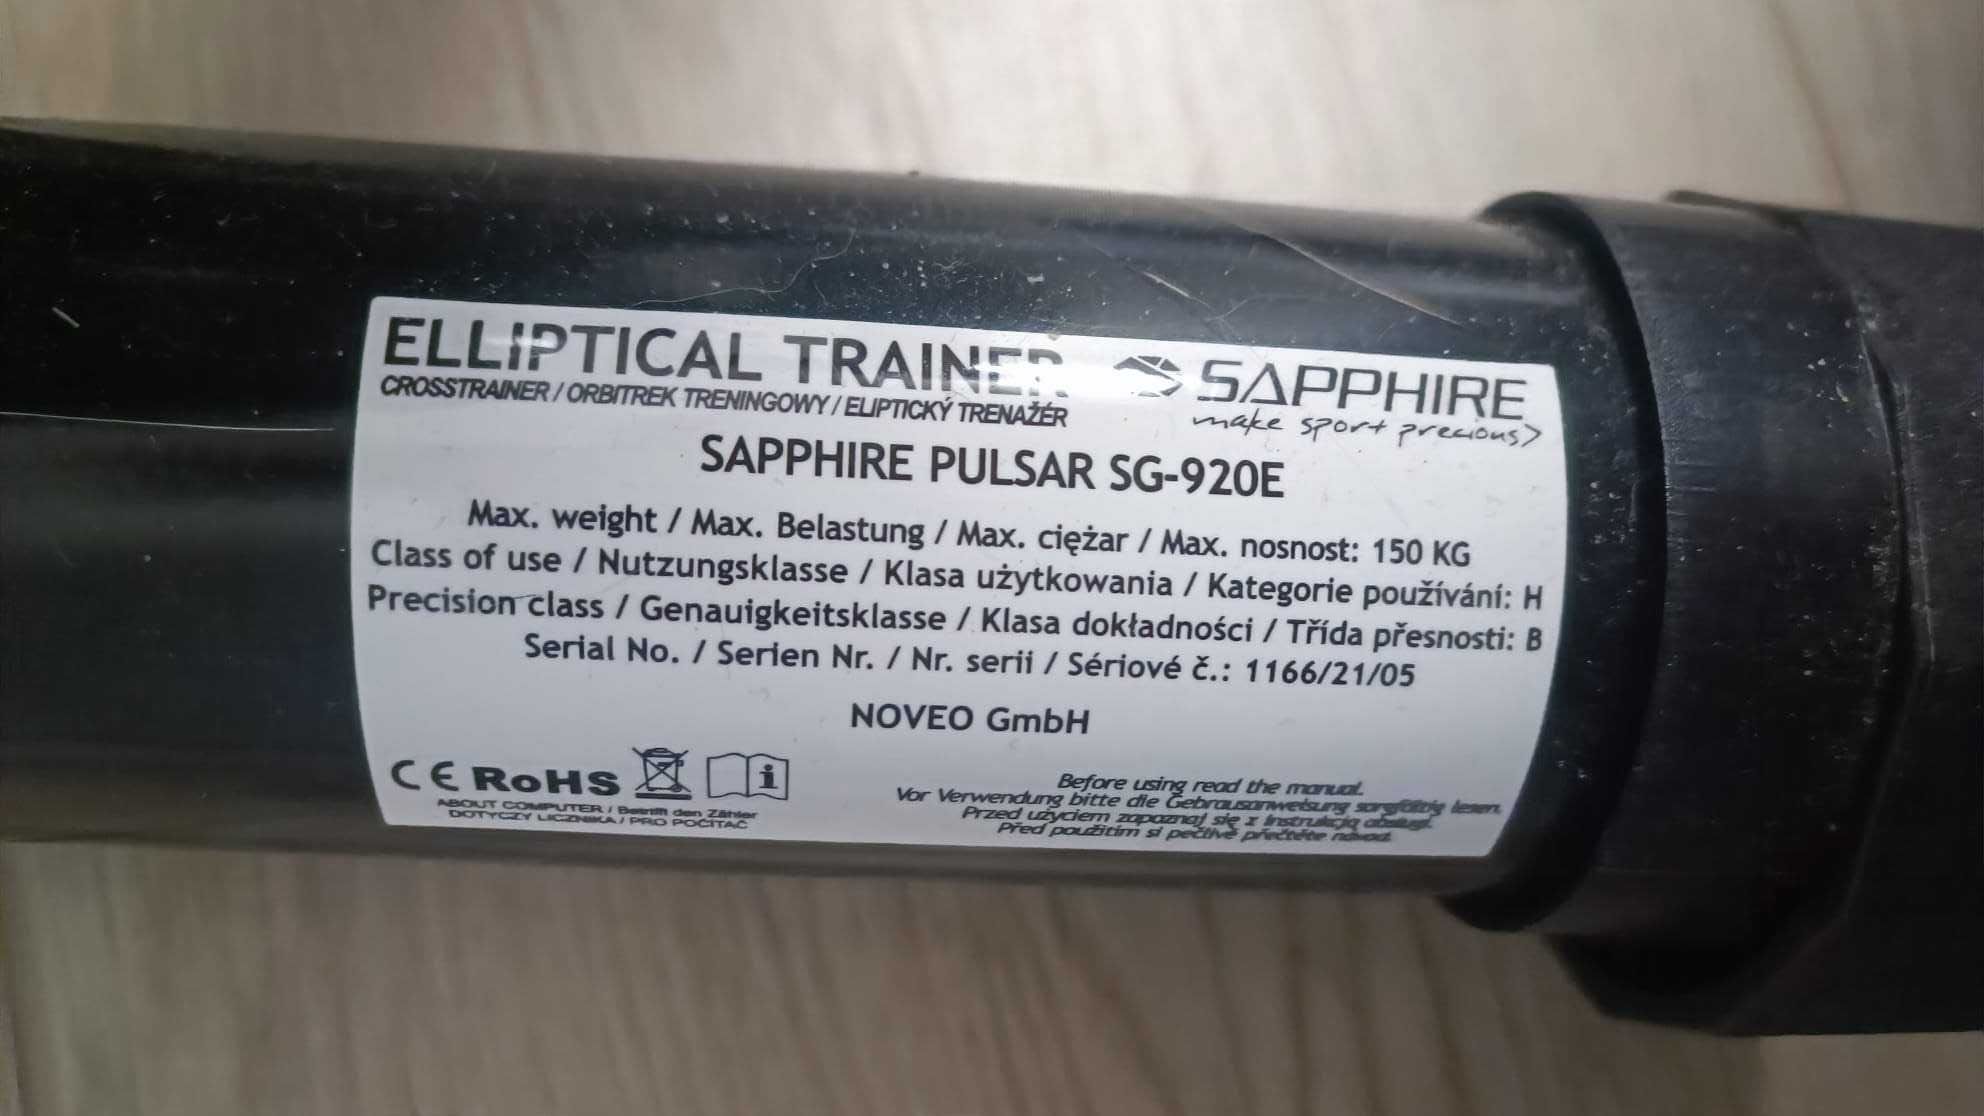 ELLIPTICAL TRAINER
CROSSTRAINER / ORBITREK TRENINGOWY / ELIPTICKÝ TRENAŽÉR
SAPPHIRE
make sport precious>
SAPPHIRE PULSAR SG-920E
Max. weight / Max. Belastung / Max. ciężar / Max. nosnost: 150 KG
Class of use / Nutzungsklasse / Klasa użytkowania / Kategorie používání: H
Precision class / Genauigkeitsklasse / Klasa dokładności / Třída přesnosti: B
Serial No. / Serien Nr. / Nr. serii / Sériové č.: 1166/21/05
NOVEO GmbH
CE RoHS i
ABOUT COMPUTER / Betrifft den Zähler
DOTYCZY LICZNIKA / PRO POČÍTAČ
Before using read the manual.
Vor Verwendung bitte die Gebrausanweisung sorgfältig lesen.
Przed użyciem zapoznaj się z instrukcją obsługi.
Před použitím si pečlivě přečtěte návod.